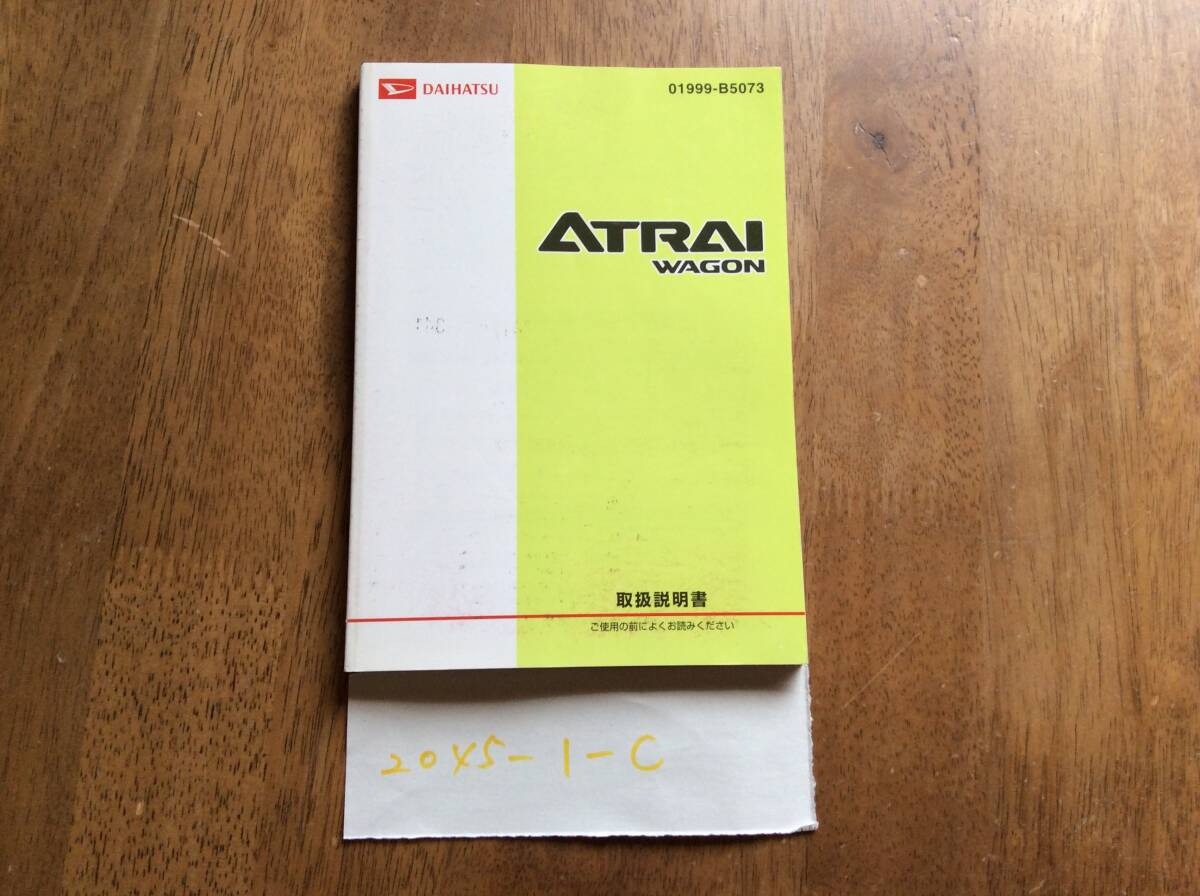 DAIHATSU 01999-B5073
ATRAI
WAGON
取扱説明書
ご使用の前によくお読みください
2045-1-C